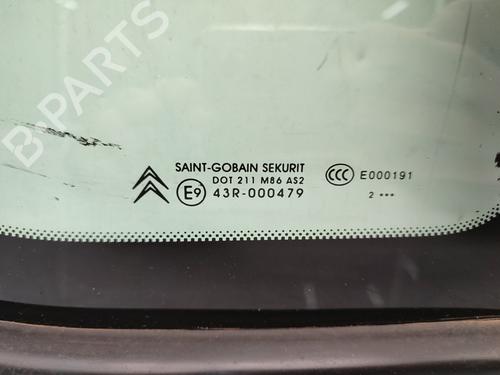 B PARTS
SAINT-GOBAIN SEKURIT
DOT 211 M86 AS2
E9 43R-000479
CCC E000191
2 ***